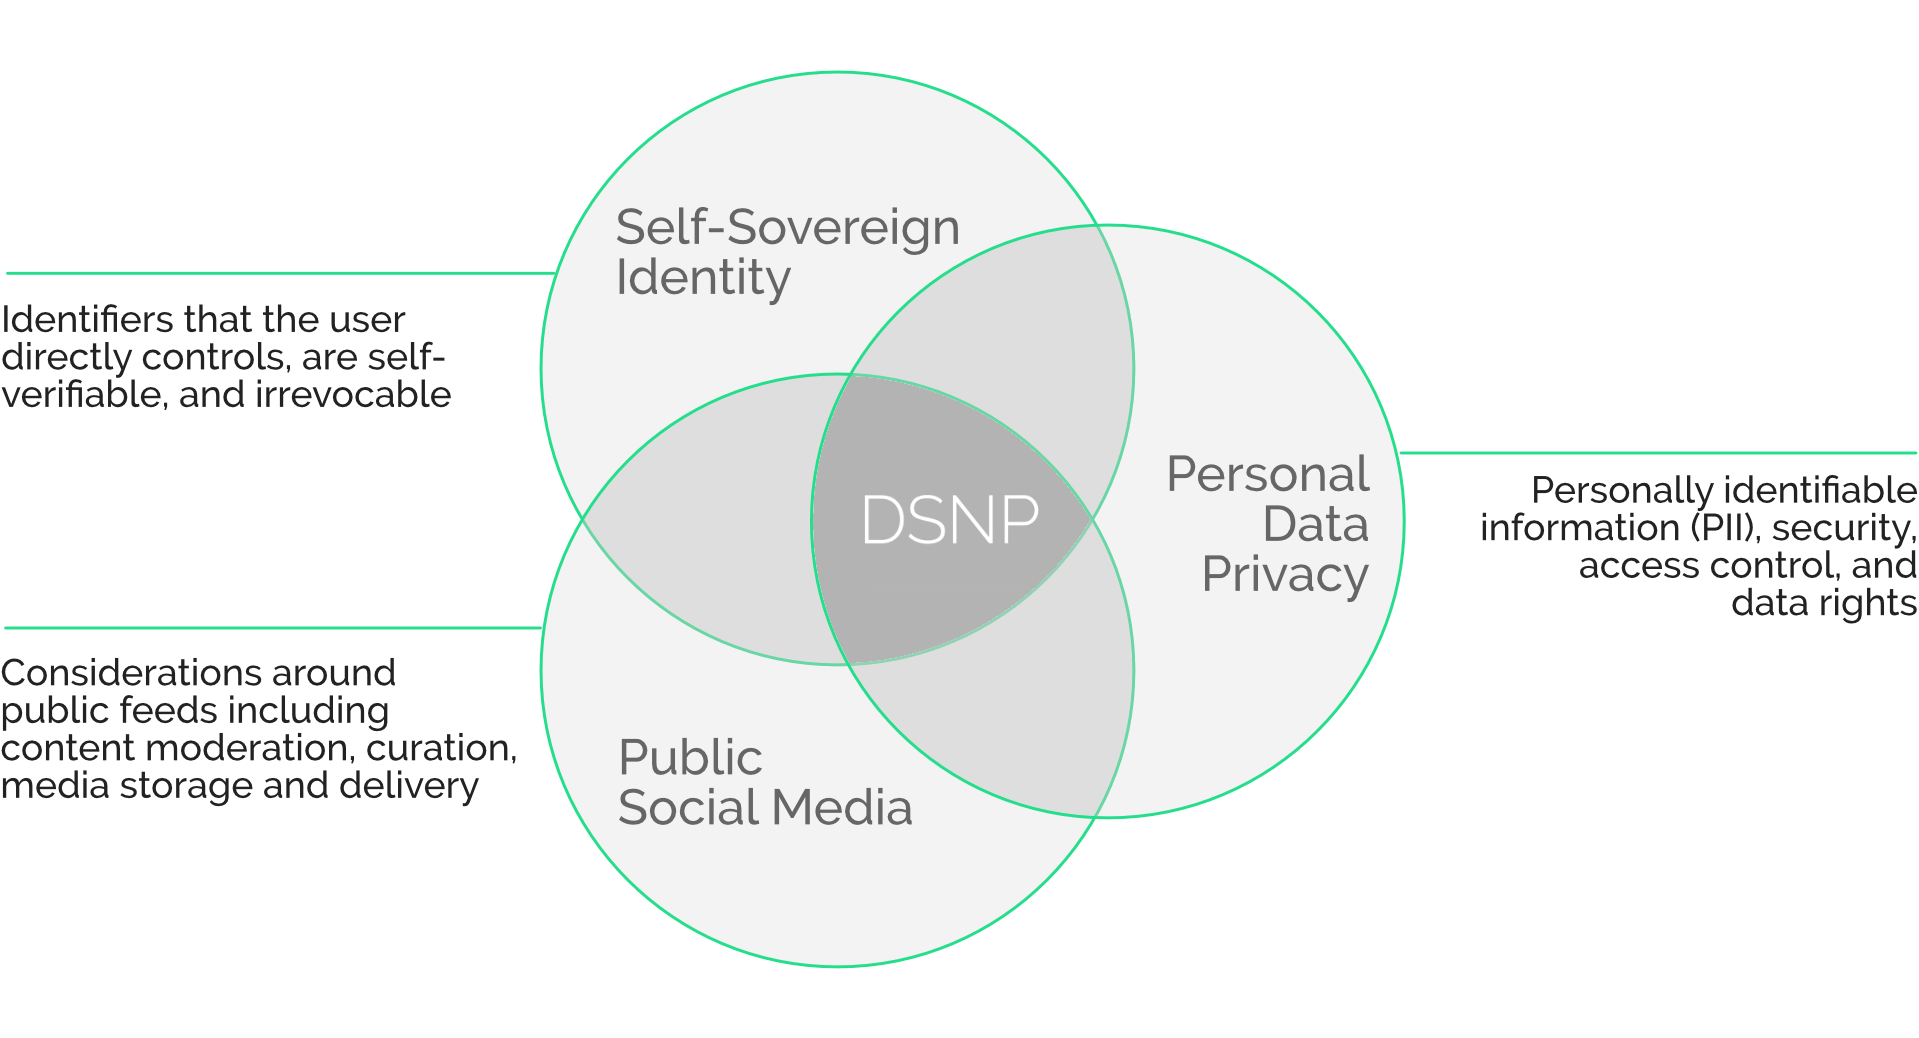 Self-Sovereign
Identity
Identifiers that the user
directly controls, are self-
verifiable, and irrevocable
DSNP
Personal
Data
Privacy
Personally identifiable
information (PII), security,
access control, and
data rights
Considerations around
public feeds including
content moderation, curation,
media storage and delivery
Public
Social Media